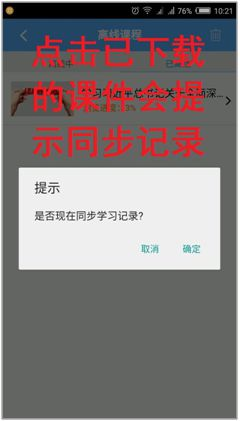 76% 10:21
离线课程
点击已下载
的课件会提
示同步记录
提示
是否现在同步学习记录?
取消
确定